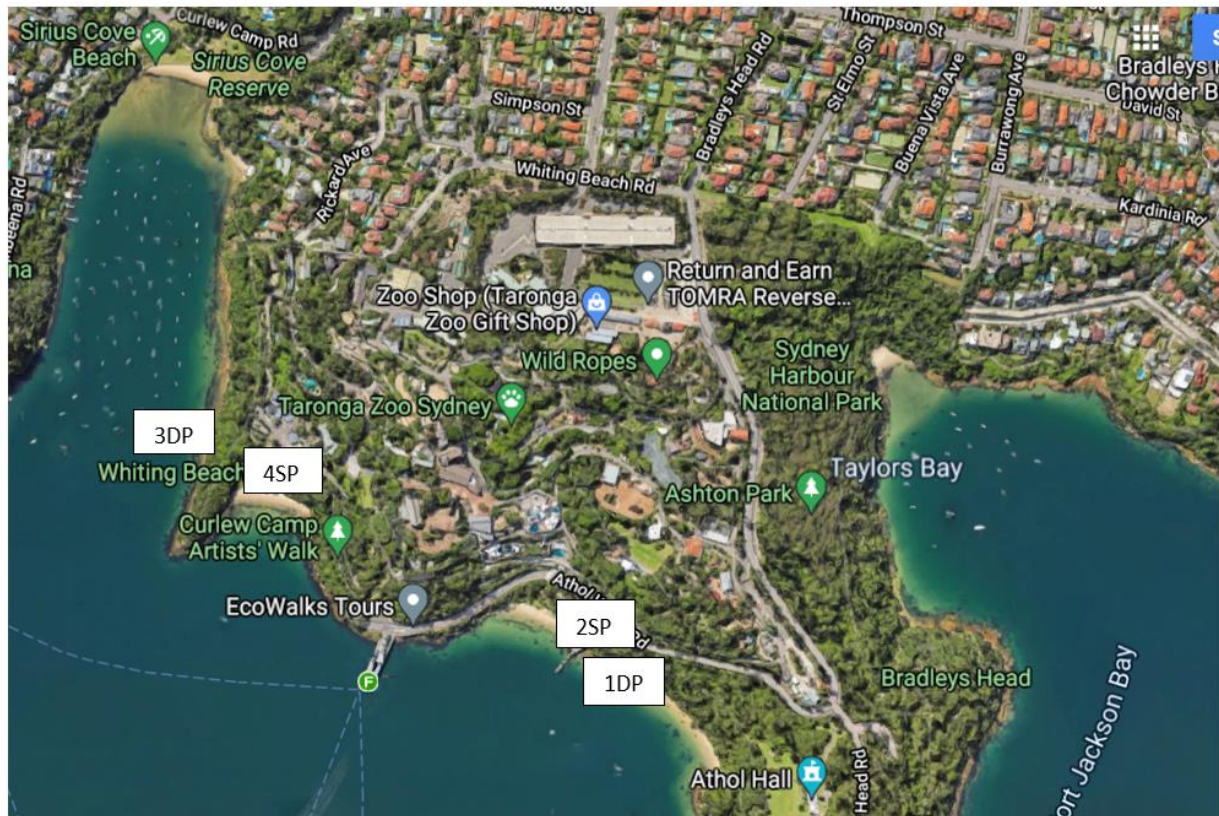 Sirius Cove
Beach
Curlew Camp Rd
Sirius Cove
Reserve
Thompson St
Bradleys Head Rd
St Elmo St
Buena Vista Ave
Burrawong Ave
David St
S
Bradleys H
Chowder B
Simpson St
Rickard Ave
Whiting Beach Rd
Kardinia Rd
na
Return and Earn
TOMRA Reverse...
Zoo Shop (Taronga
Zoo Gift Shop)
Wild Ropes
Sydney
Harbour
National Park
Taronga Zoo Sydney
3DP
Whiting Beach
4SP
Taylors Bay
Ashton Park
Curlew Camp
Artists' Walk
EcoWalks Tours
Athol
Rd
2SP
1DP
F
Bradleys Head
Athol Hall
Head Rd
ort Jackson Bay